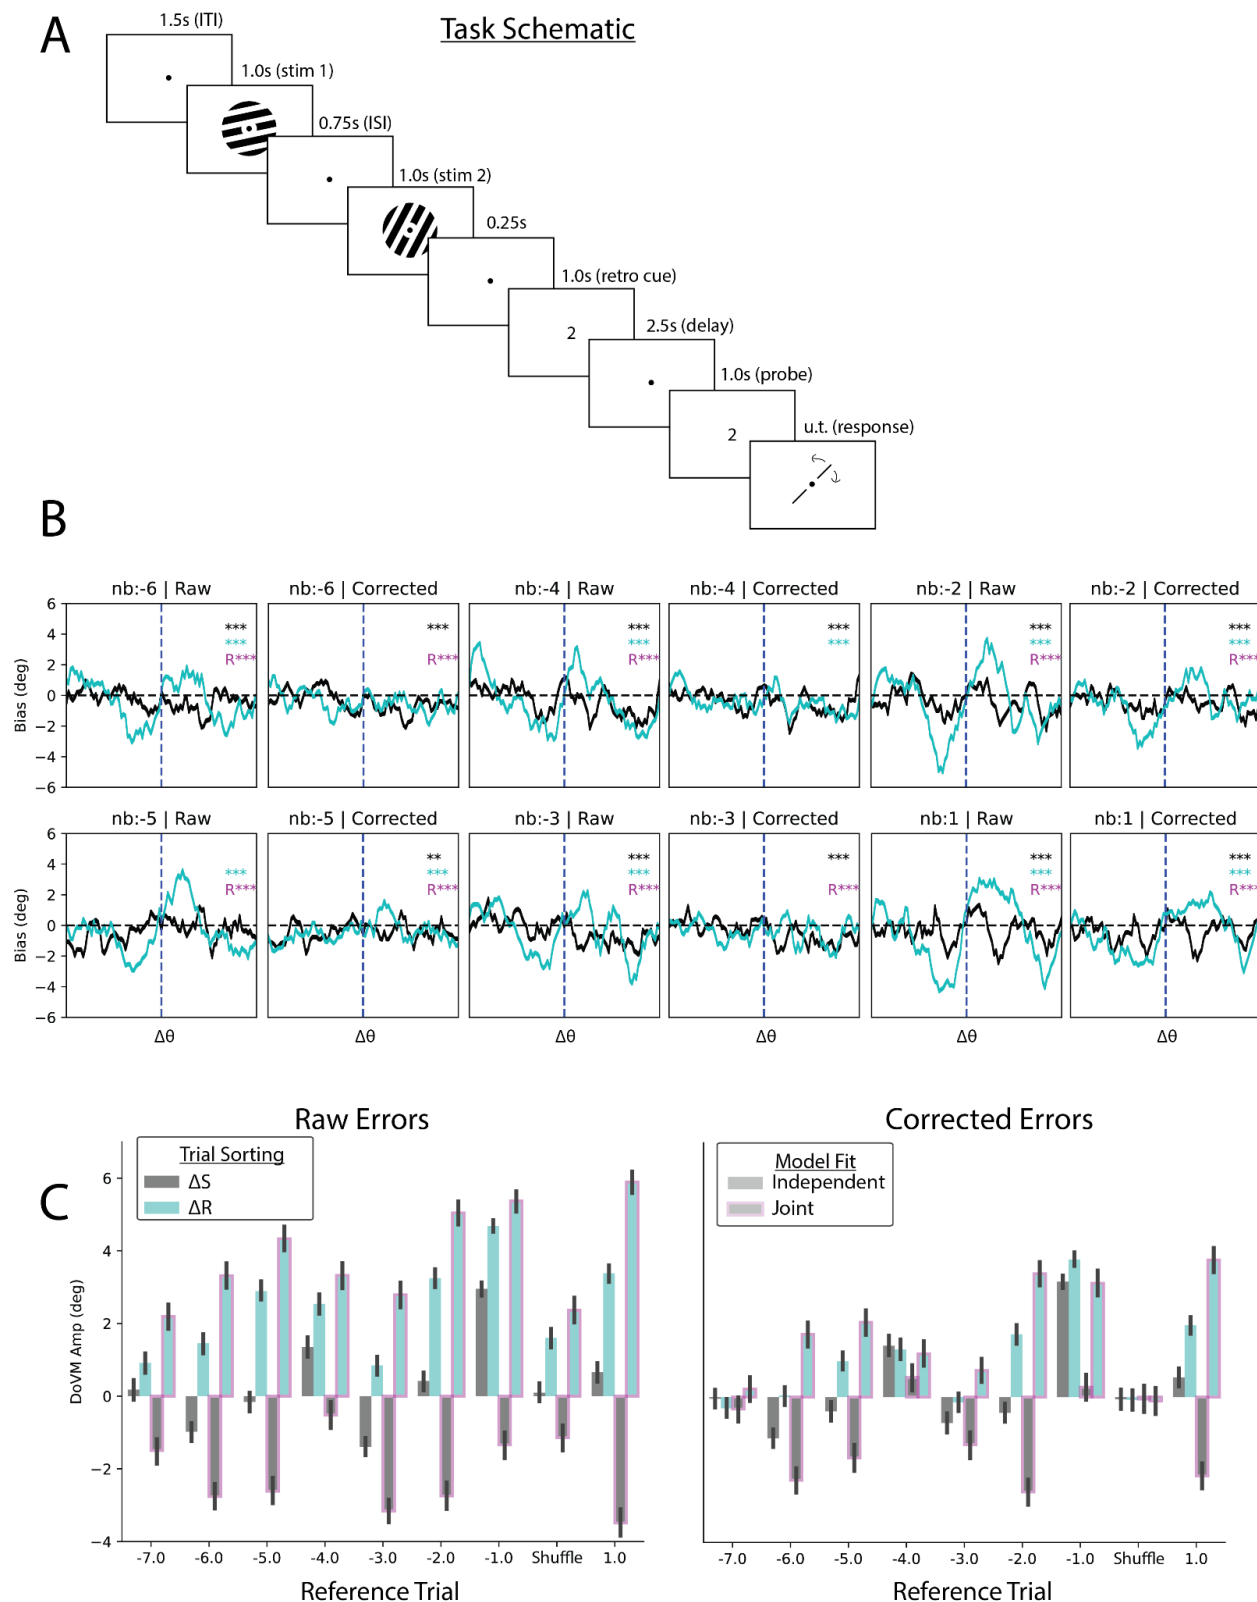 A
Task Schematic
1.5s (ITI)
1.0s (stim 1)
0.75s (ISI)
1.0s (stim 2)
0.25s
1.0s (retro cue)
2
2.5s (delay)
1.0s (probe)
2
u.t. (response)
B
nb:-6 | Raw
nb:-6 | Corrected
nb:-4 | Raw
nb:-4 | Corrected
nb:-2 | Raw
nb:-2 | Corrected
Bias (deg)
6
4
2
0
−2
−4
−6
***
***
R***
***
R***
***
***
R***
***
***
***
***
R***
***
***
R***
nb:-5 | Raw
nb:-5 | Corrected
nb:-3 | Raw
nb:-3 | Corrected
nb:1 | Raw
nb:1 | Corrected
Bias (deg)
6
4
2
0
−2
−4
−6
***
R***
**
***
R***
***
***
R***
***
R***
***
***
R***
***
***
R***
Δθ
Δθ
Δθ
Δθ
Δθ
Δθ
C
Raw Errors
Trial Sorting
ΔS
ΔR
DoVM Amp (deg)
6
4
2
0
−2
−4
-7.0 -6.0 -5.0 -4.0 -3.0 -2.0 -1.0 Shuffle 1.0
Reference Trial
Corrected Errors
Model Fit
Independent
Joint
-7.0 -6.0 -5.0 -4.0 -3.0 -2.0 -1.0 Shuffle 1.0
Reference Trial